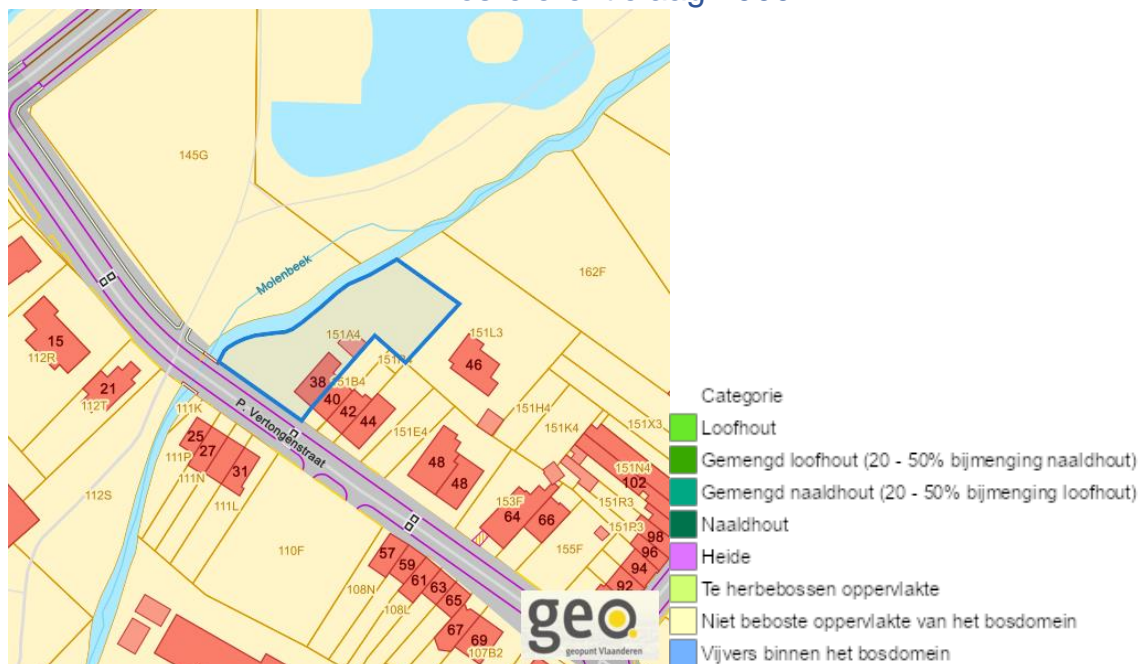 145G
Molenbeek
162F
15
112R
151A4
151L3
46
21
112T
38
151B4
40
42
44
111K
P. Vertongenstraat
25
27
31
111P
111N
111L
151E4
151H4
151K4
151X3
48
48
151N4
102
151R3
151P3
112S
153F
64
66
98
96
94
92
155F
110F
57
59
61
63
65
67
69
108N
108L
107B2
geo
geopunt Vlaanderen
Categorie
Loofhout
Gemengd loofhout (20 - 50% bijmenging naaldhout)
Gemengd naaldhout (20 - 50% bijmenging loofhout)
Naaldhout
Heide
Te herbebossen oppervlakte
Niet beboste oppervlakte van het bosdomein
Vijvers binnen het bosdomein